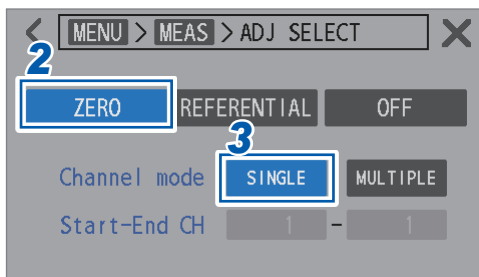 MENU > MEAS > ADJ SELECT
2
ZERO REFERENTIAL OFF
3
Channel mode SINGLE MULTIPLE
Start-End CH 1 - 1